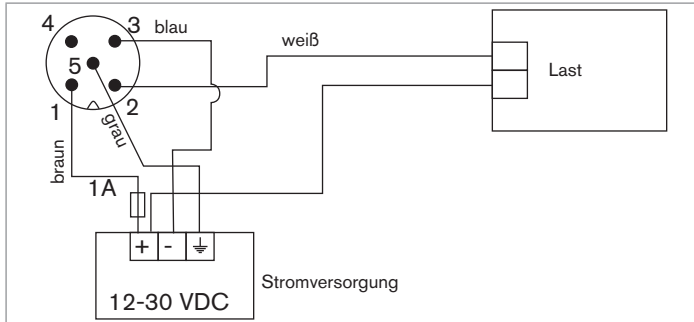 4
3
blau
weiß
5
Last
1
2
grau
braun
1A
+
-
Stromversorgung
12-30 VDC